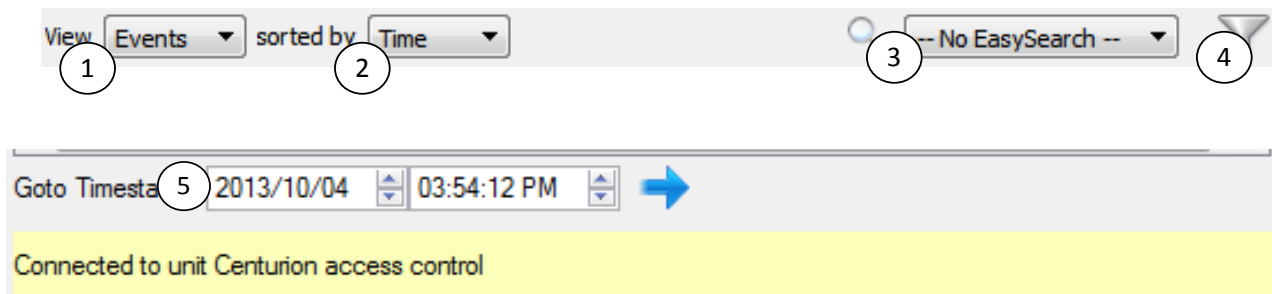 View Events sorted by Time -- No EasySearch --
1 2 3 4
Goto Timesta 5 2013/10/04 03:54:12 PM
Connected to unit Centurion access control